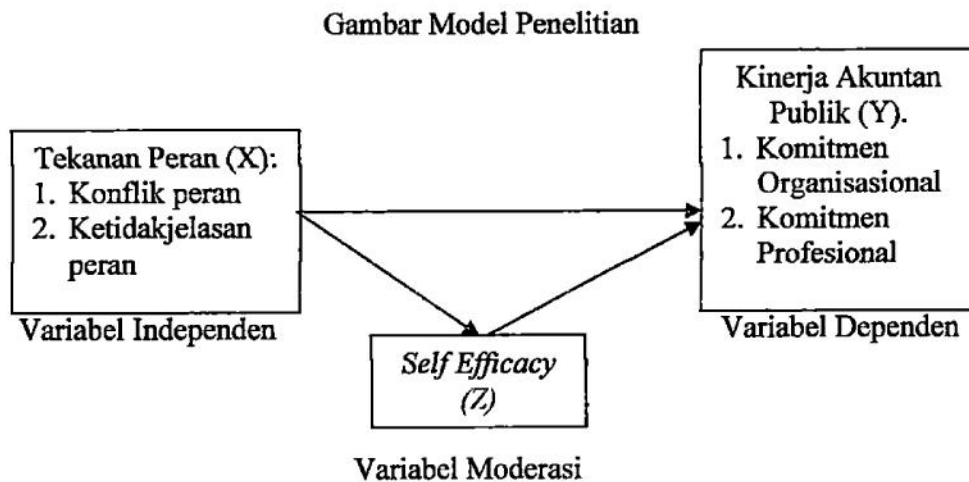 Gambar Model Penelitian
Tekanan Peran (X):
1. Konflik peran
2. Ketidakjelasan
peran
Variabel Independen
Kinerja Akuntan
Publik (Y).
1. Komitmen
Organisasional
2. Komitmen
Profesional
Variabel Dependen
Self Efficacy
(Z)
Variabel Moderasi